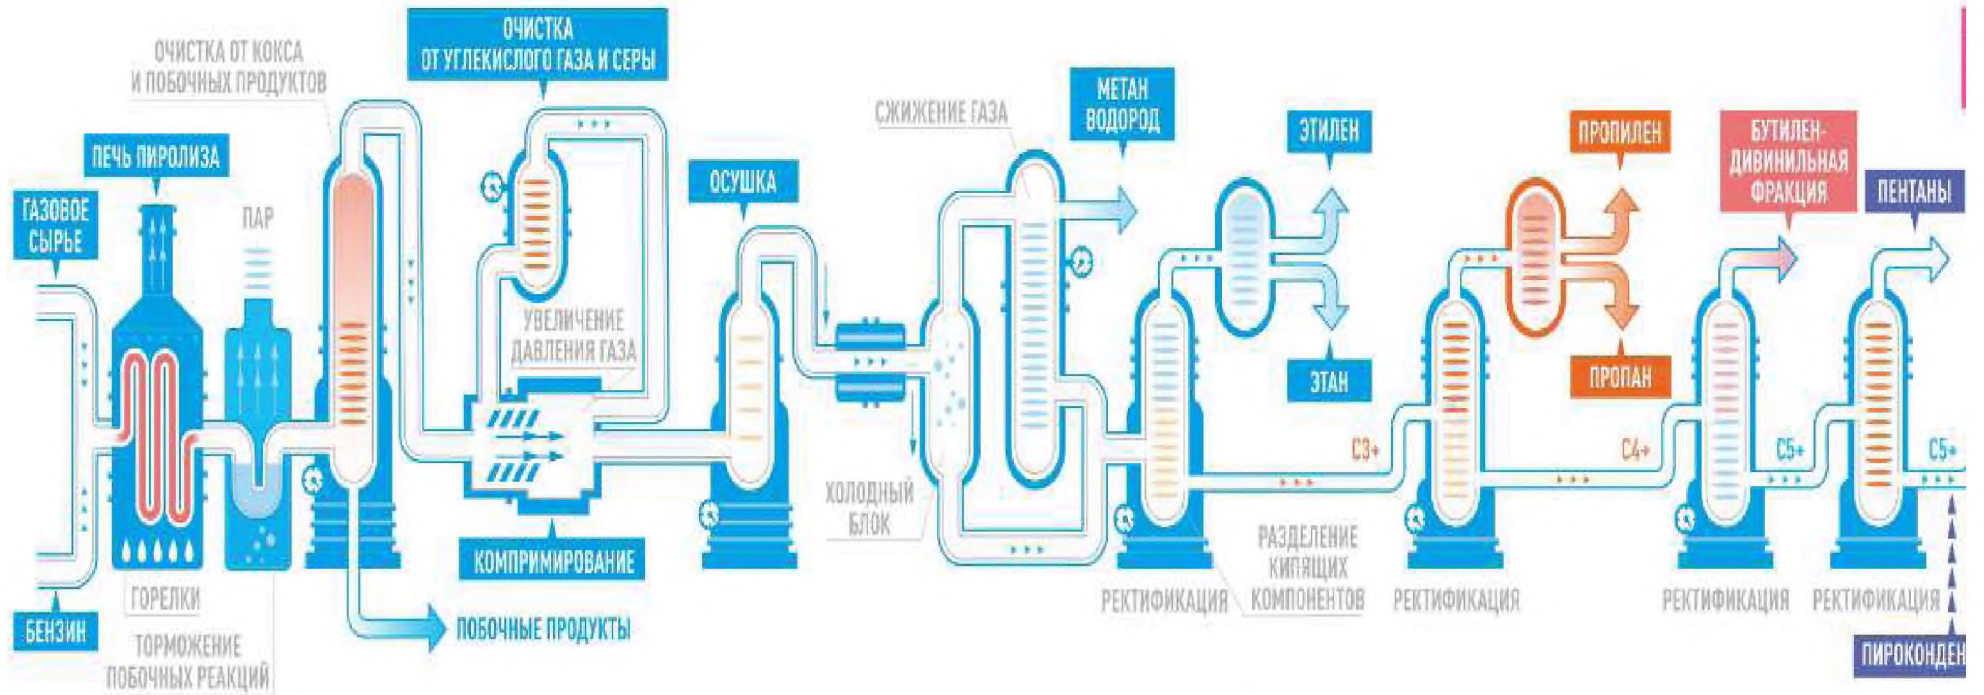 ОЧИСТКА ОТ КОКСА
И ПОБОЧНЫХ ПРОДУКТОВ
ОЧИСТКА
ОТ УГЛЕКИСЛОГО ГАЗА И СЕРЫ
ПЕЧЬ ПИРОЛИЗА
ГАЗОВОЕ
СЫРЬЕ
ПАР
УВЕЛИЧЕНИЕ
ДАВЛЕНИЯ ГАЗА
ОСУШКА
СЖИЖЕНИЕ ГАЗА
МЕТАН
ВОДОРОД
ЭТИЛЕН
ЭТАН
ПРОПИЛЕН
ПРОПАН
БУТИЛЕН-
ДИВИНИЛЬНАЯ
ФРАКЦИЯ
ПЕНТАНЫ
C3+
C4+
C5+
C5+
ХОЛОДНЫЙ
БЛОК
КОМПРИМИРОВАНИЕ
ГОРЕЛКИ
БЕНЗИН
ТОРМОЖЕНИЕ
ПОБОЧНЫХ РЕАКЦИЙ
ПОБОЧНЫЕ ПРОДУКТЫ
РЕКТИФИКАЦИЯ
РАЗДЕЛЕНИЕ
КИПЯЩИХ
КОМПОНЕНТОВ
РЕКТИФИКАЦИЯ
РЕКТИФИКАЦИЯ
РЕКТИФИКАЦИЯ
ПИРОКОНДЕН